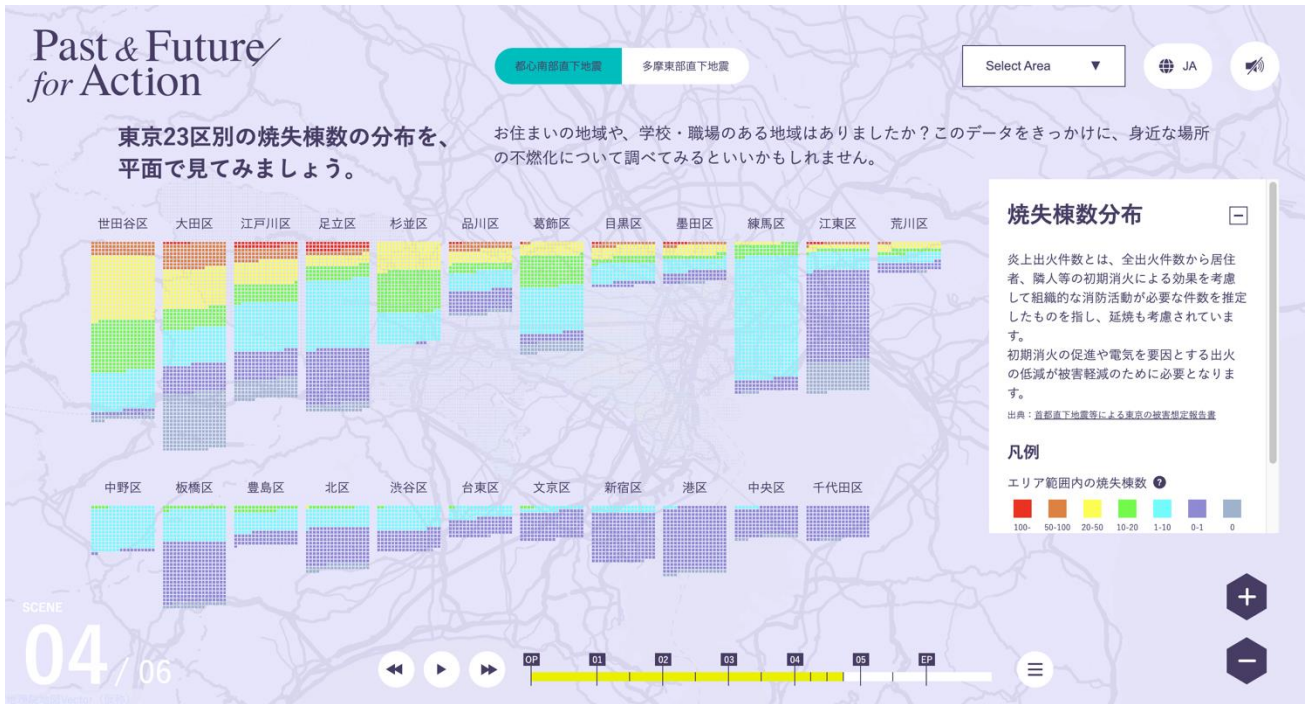 Past & Future/
for Action
都心南部直下地震
多摩東部直下地震
Select Area ▼
JA
東京23区別の焼失棟数の分布を、
平面で見てみましょう。
お住まいの地域や、学校・職場のある地域はありましたか?このデータをきっかけに、身近な場所
の不燃化について調べてみるといいかもしれません。
世田谷区 大田区 江戸川区 足立区 杉並区 品川区 葛飾区 目黒区 墨田区 練馬区 江東区 荒川区
中野区 板橋区 豊島区 北区 渋谷区 台東区 文京区 新宿区 港区 中央区 千代田区
焼失棟数分布
炎上出火件数とは、全出火件数から居住
者、隣人等の初期消火による効果を考慮
して組織的な消防活動が必要な件数を推定
したものを指し、延焼も考慮されていま
す。
初期消火の促進や電気を要因とする出火
の低減が被害軽減のために必要となりま
す。
出典:首都直下地震等による東京の被害想定報告書
凡例
エリア範囲内の焼失棟数 ?
100- 50-100 20-50 10-20 1-10 0-1 0
SCENE
04 / 06
OP 01 02 03 04 05 EP